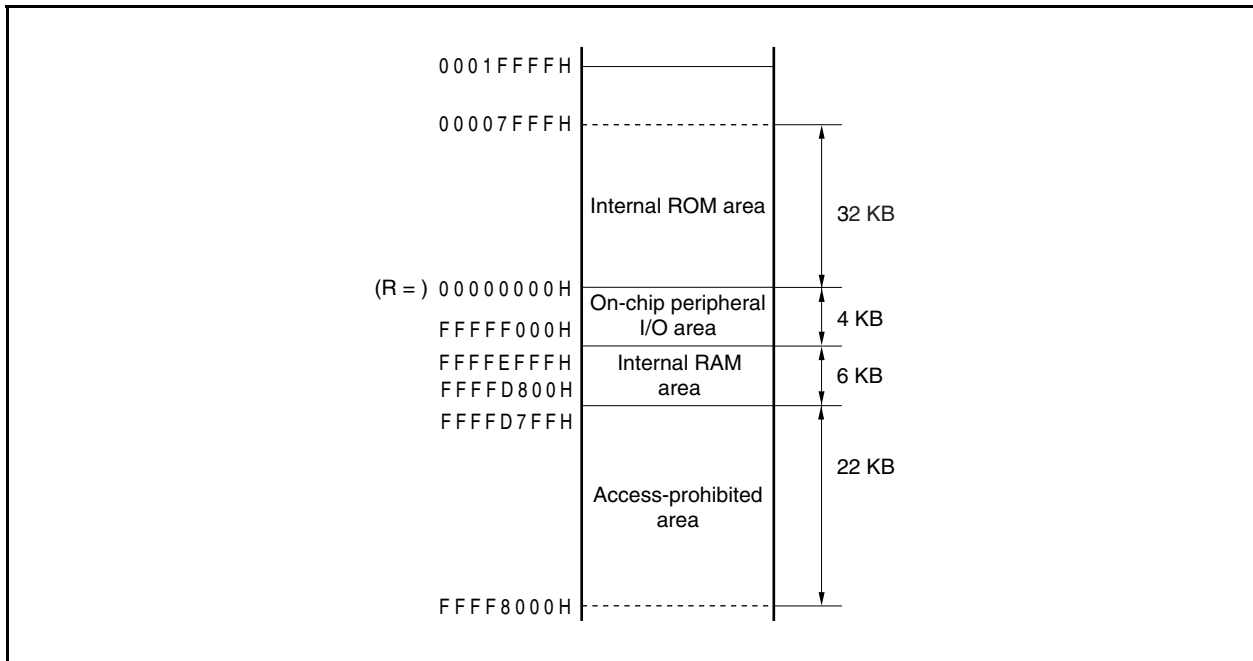 0001FFFFH
00007FFFH
Internal ROM area
32 KB
(R = ) 00000000H
On-chip peripheral
I/O area
4 KB
FFFFF000H
FFFFEFFFH
Internal RAM
area
6 KB
FFFFD800H
FFFFD7FFH
22 KB
Access-prohibited
area
FFFF8000H